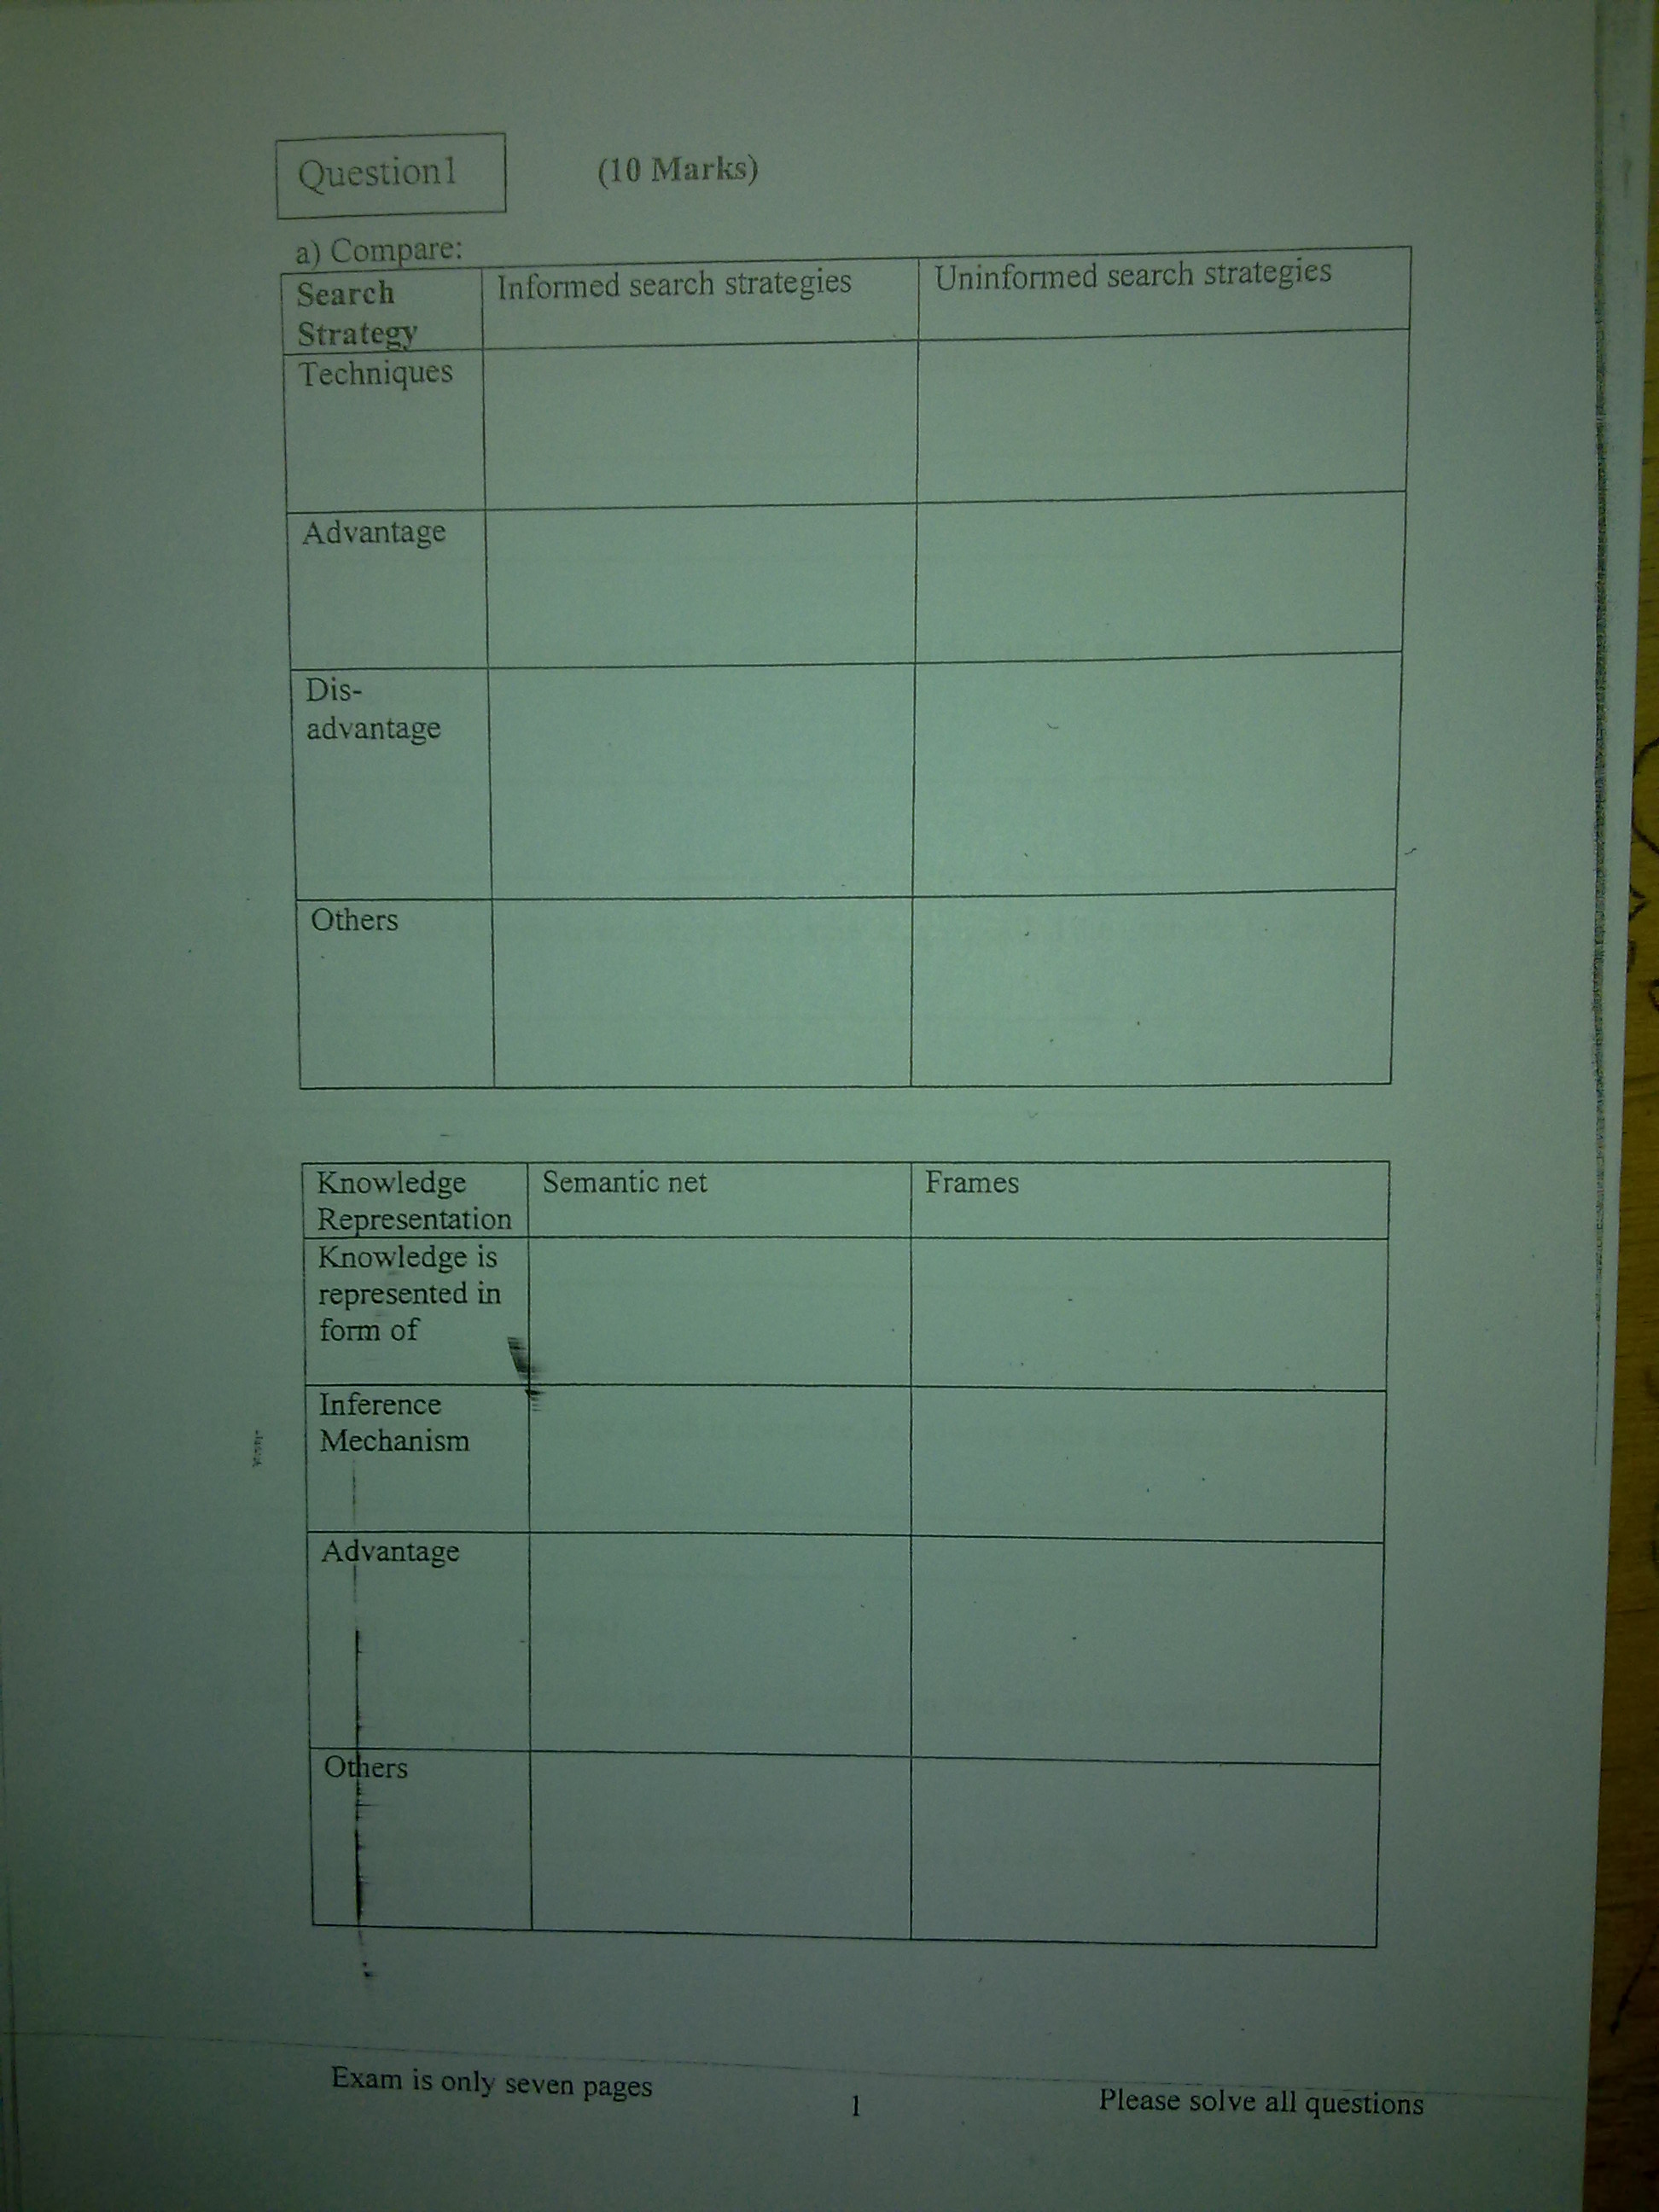 Question1
(10 Marks)
a) Compare:
Search
Strategy
Informed search strategies
Uninformed search strategies
Techniques
Advantage
Dis-
advantage
Others
Knowledge
Representation
Semantic net
Frames
Knowledge is
represented in
form of
Inference
Mechanism
Advantage
Others
Exam is only seven pages
1
Please solve all questions